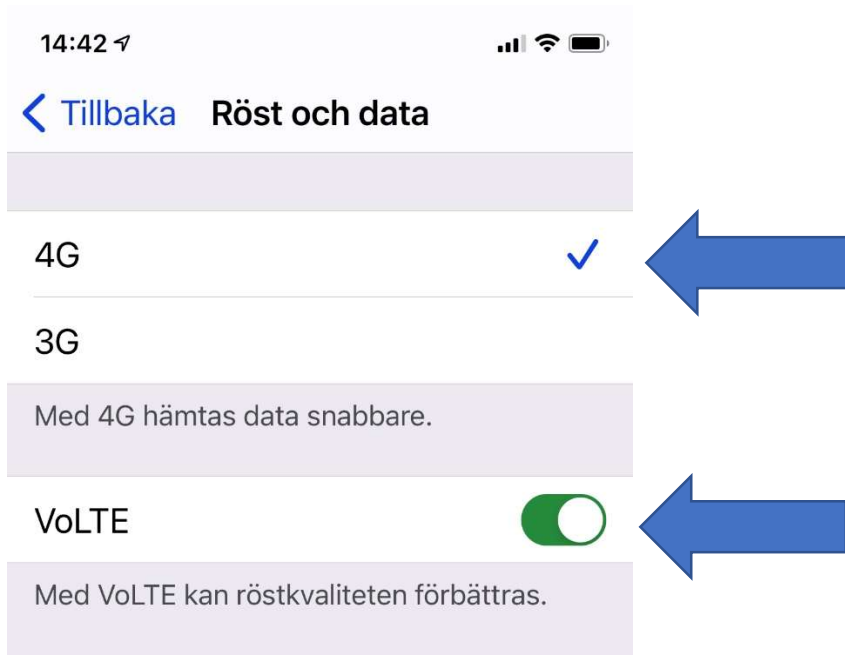 14:42
Tillbaka Röst och data
4G
3G
Med 4G hämtas data snabbare.
VoLTE
Med VoLTE kan röstkvaliteten förbättras.